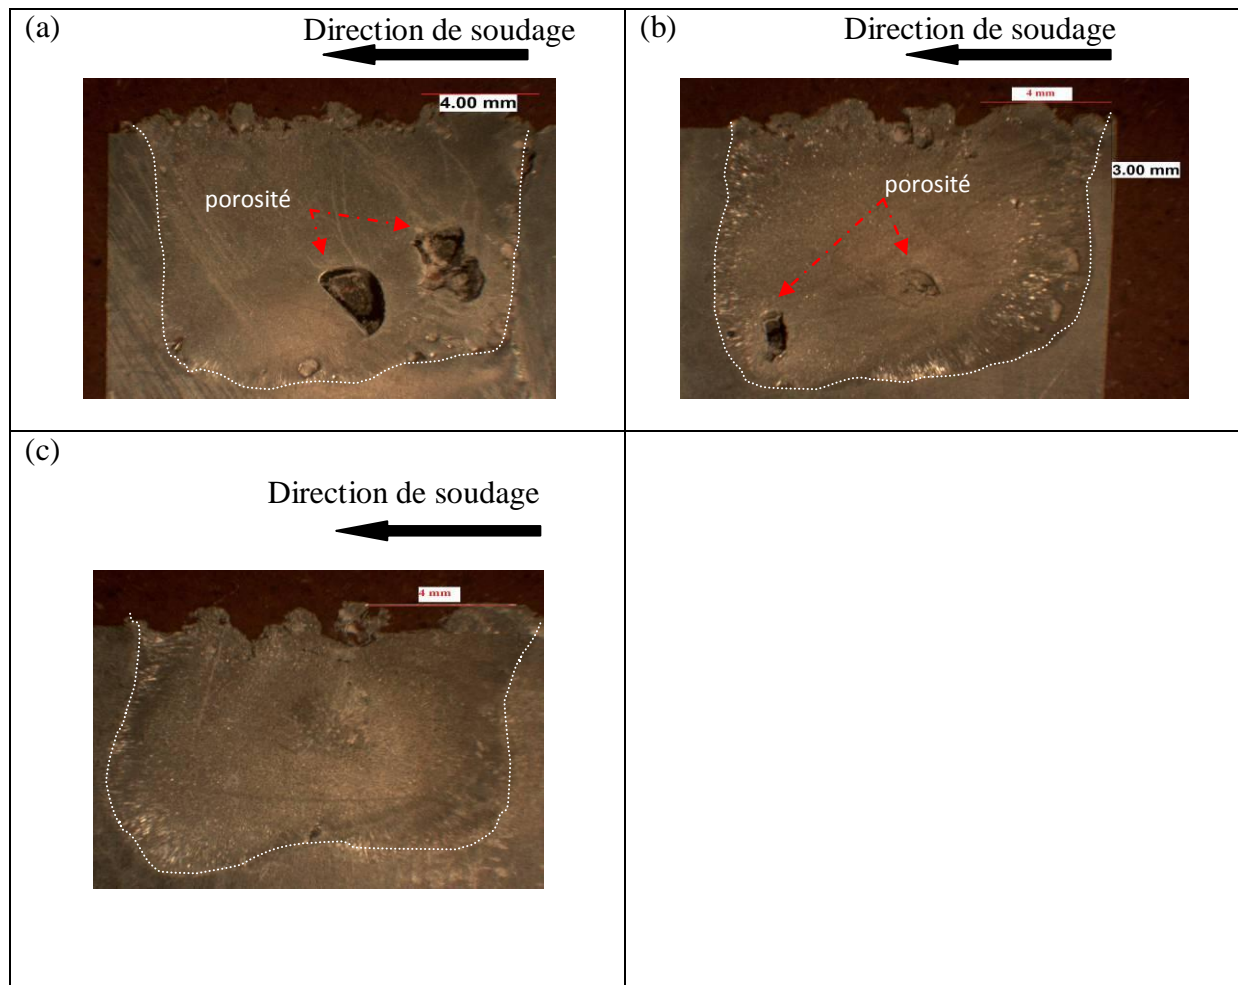 (a)
Direction de soudage
4.00 mm
porosité
(b)
Direction de soudage
4 mm
3.00 mm
porosité
(c)
Direction de soudage
4 mm